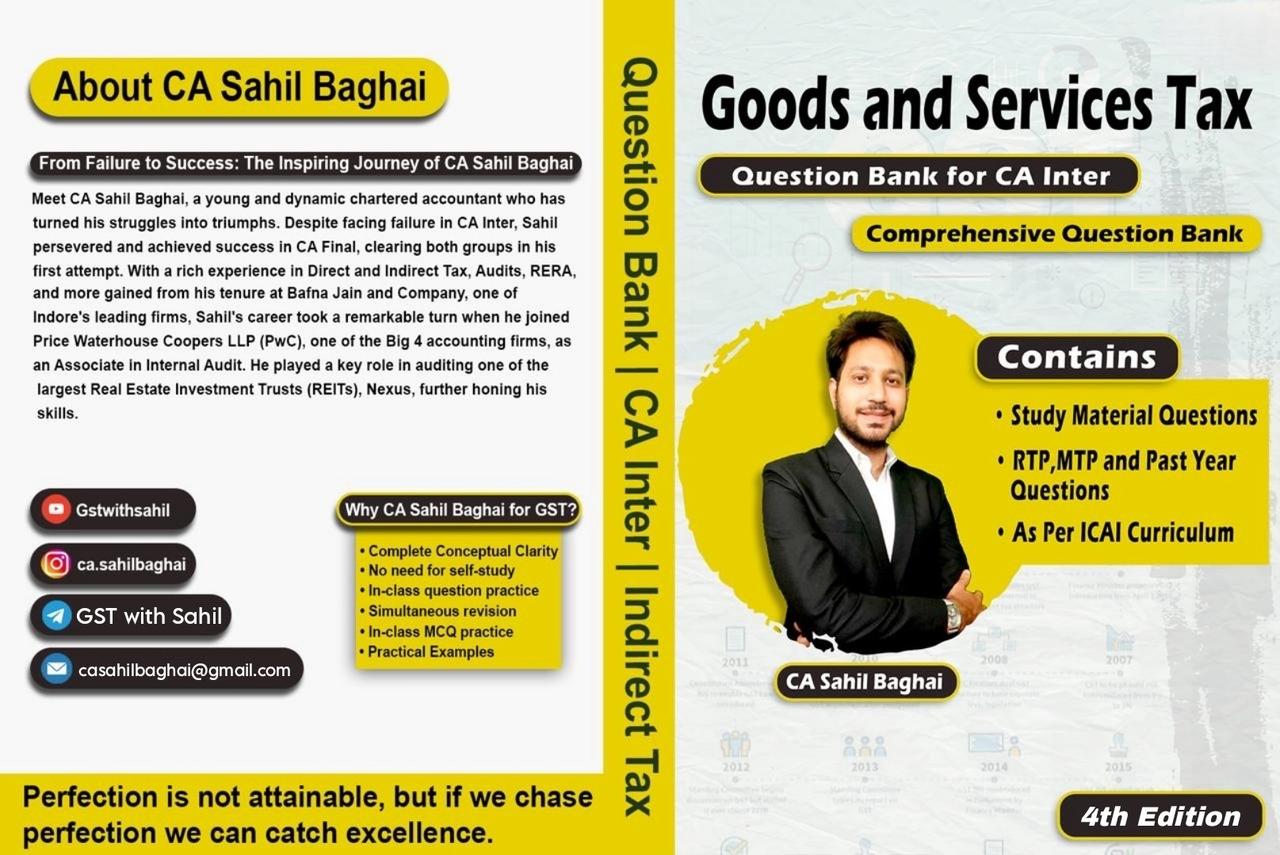 About CA Sahil Baghai
From Failure to Success: The Inspiring Journey of CA Sahil Baghai
Meet CA Sahil Baghai, a young and dynamic chartered accountant who has
turned his struggles into triumphs. Despite facing failure in CA Inter, Sahil
persevered and achieved success in CA Final, clearing both groups in his
first attempt. With a rich experience in Direct and Indirect Tax, Audits, RERA,
and more gained from his tenure at Bafna Jain and Company, one of
Indore's leading firms, Sahil's career took a remarkable turn when he joined
Price Waterhouse Coopers LLP (PwC), one of the Big 4 accounting firms, as
an Associate in Internal Audit. He played a key role in auditing one of the
largest Real Estate Investment Trusts (REITs), Nexus, further honing his
skills.
Gstwithsahil
ca.sahilbaghai
GST with Sahil
casahilbaghai@gmail.com
Why CA Sahil Baghai for GST?
• Complete Conceptual Clarity
• No need for self-study
• In-class question practice
• Simultaneous revision
• In-class MCQ practice
• Practical Examples
Perfection is not attainable, but if we chase
perfection we can catch excellence.
Question Bank | CA Inter | Indirect Tax
Goods and Services Tax
Question Bank for CA Inter
Comprehensive Question Bank
Contains
• Study Material Questions
• RTP,MTP and Past Year
Questions
• As Per ICAI Curriculum
CA Sahil Baghai
2011
2010
2008
2007
2012
2013
2014
2015
4th Edition